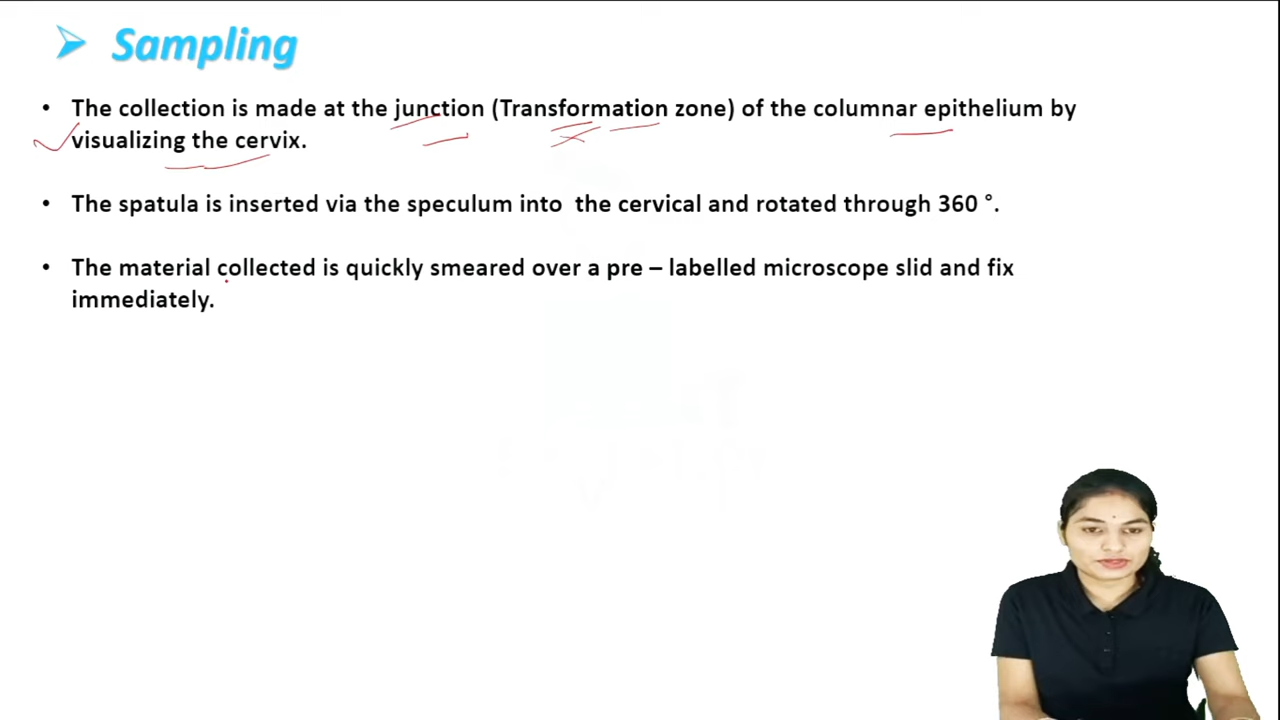 Sampling
• The collection is made at the junction (Transformation zone) of the columnar epithelium by
visualizing the cervix.
• The spatula is inserted via the speculum into the cervical and rotated through 360 °.
• The material collected is quickly smeared over a pre – labelled microscope slid and fix
immediately.